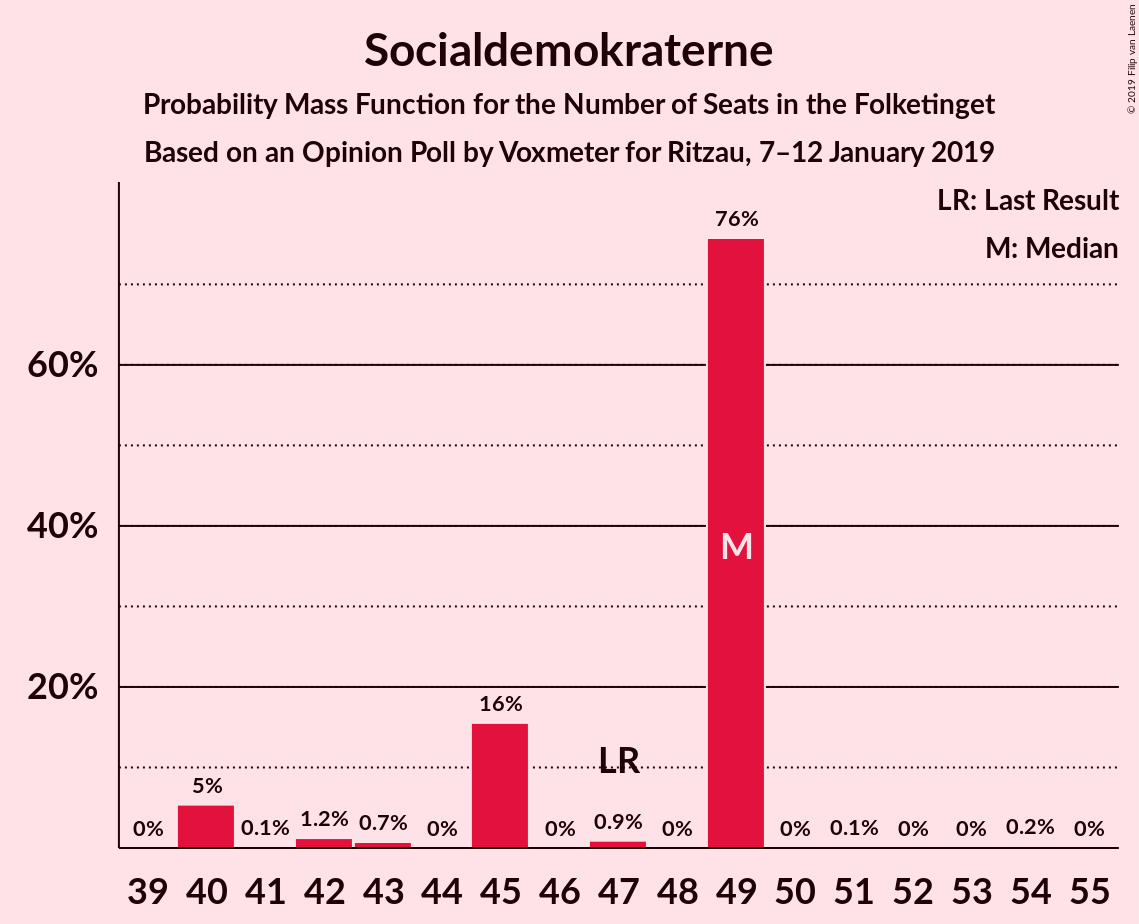 Socialdemokraterne
Probability Mass Function for the Number of Seats in the Folketinget
Based on an Opinion Poll by Voxmeter for Ritzau, 7–12 January 2019
© 2019 Filip van Laenen
LR: Last Result
M: Median
60%
40%
20%
0%
5%
0.1%
1.2%
0.7%
0%
16%
0%
LR
0.9%
0%
76%
M
0%
0.1%
0%
0%
0.2%
0%
39 40 41 42 43 44 45 46 47 48 49 50 51 52 53 54 55